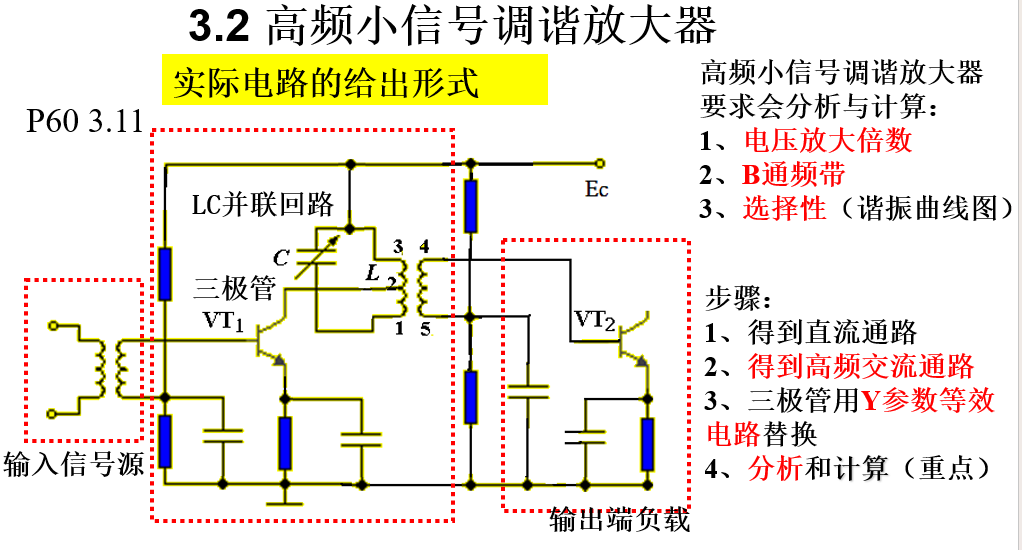 3.2 高频小信号调谐放大器
实际电路的给出形式
P60 3.11
高频小信号调谐放大器
要求会分析与计算：
1、电压放大倍数
2、B通频带
3、选择性（谐振曲线图）
Ec
LC并联回路
C
L
3
4
2
1
5
三极管
VT1
VT2
输入信号源
输出端负载
步骤：
1、得到直流通路
2、得到高频交流通路
3、三极管用Y参数等效
电路替换
4、分析和计算（重点）